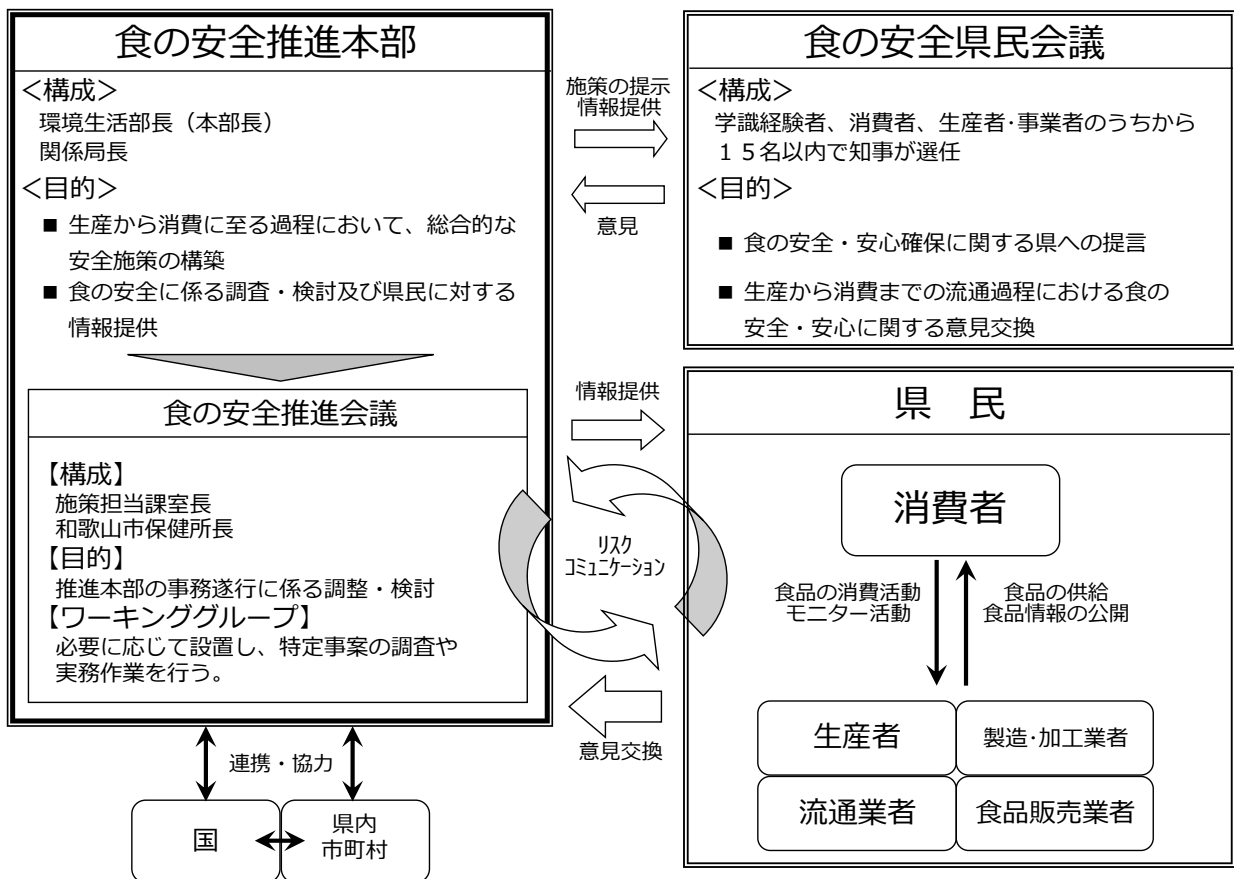 食の安全推進本部
<構成>
環境生活部長（本部長）
関係局長
<目的>
■ 生産から消費に至る過程において、総合的な
安全施策の構築
■ 食の安全に係る調査・検討及び県民に対する
情報提供
食の安全推進会議
【構成】
施策担当課室長
和歌山市保健所長
【目的】
推進本部の事務遂行に係る調整・検討
【ワーキンググループ】
必要に応じて設置し、特定事案の調査や
実務作業を行う。
連携・協力
国
県内
市町村
施策の提示
情報提供
意見
情報提供
リスク
コミュニケーション
意見交換
食の安全県民会議
<構成>
学識経験者、消費者、生産者･事業者のうちから
１５名以内で知事が選任
<目的>
■ 食の安全・安心確保に関する県への提言
■ 生産から消費までの流通過程における食の
安全・安心に関する意見交換
県　民
消費者
食品の消費活動
モニター活動
食品の供給
食品情報の公開
生産者
製造･加工業者
流通業者
食品販売業者